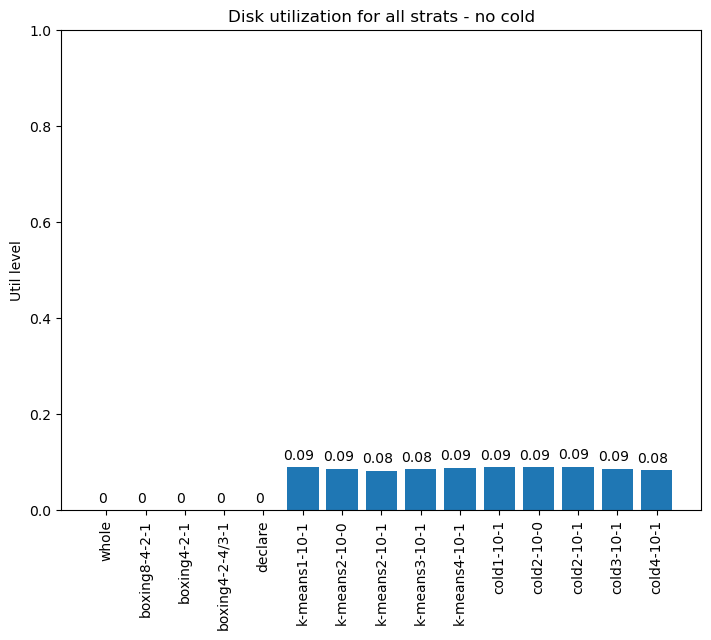 Disk utilization for all strats - no cold
1.0
0.8
0.6
0.4
0.2
0.0
Util level
0 0 0 0 0 0.09 0.09 0.08 0.08 0.09 0.09 0.09 0.09 0.09 0.08
whole
boxing8-4-2-1
boxing4-2-1
boxing4-2-4/3-1
declare
k-means1-10-1
k-means2-10-0
k-means2-10-1
k-means3-10-1
k-means4-10-1
cold1-10-1
cold2-10-0
cold2-10-1
cold3-10-1
cold4-10-1